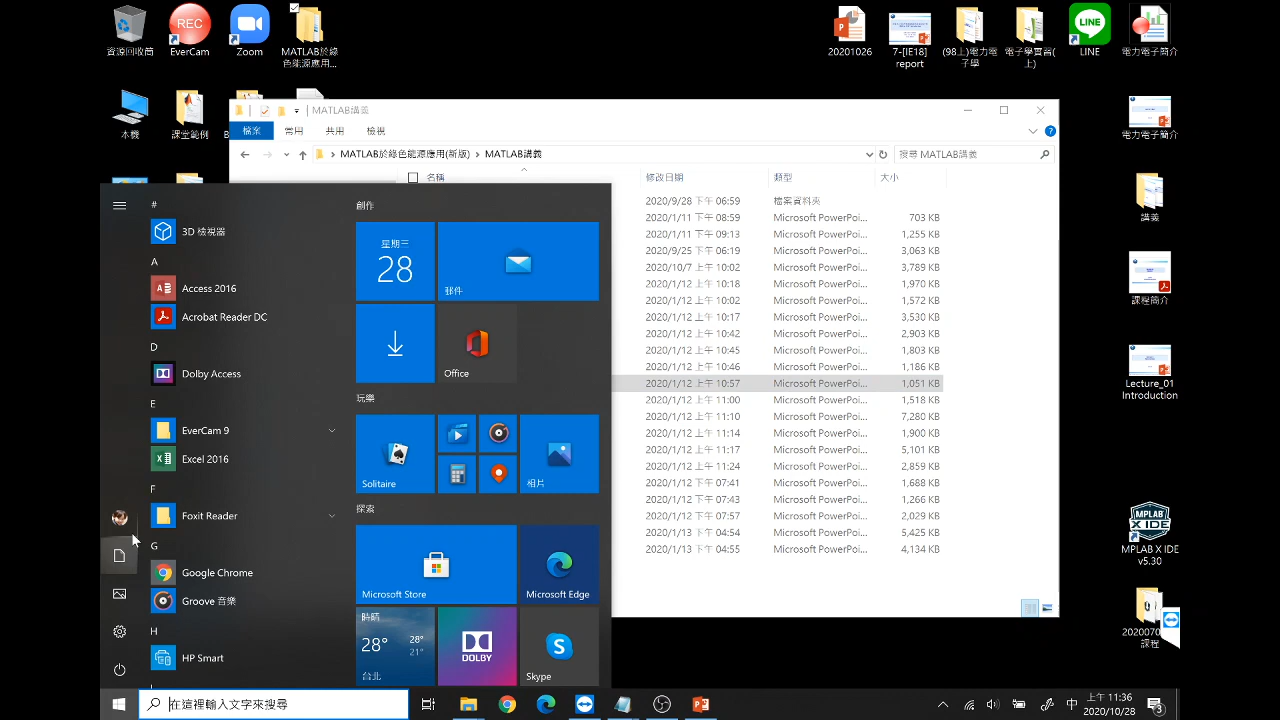 資源回收筒
EverCam
Zoom
MATLAB於綠
色能源應用...
20201026
7-[IE18]
report
(98上)電力電
子學
電子學實習(
上)
LINE
電力電子簡介
本機
課堂範例
電力電子簡介
講義
課程簡介
Lecture_01
Introduction
MPLAB X IDE
v5.30
課程
MATLAB講義
檔案
常用
共用
檢視
MATLAB於綠色能源應用(新版) > MATLAB講義
搜尋 MATLAB講義
名稱
修改日期
類型
大小
2020/9/28 下午 06:59 檔案資料夾
2020/1/11 上午 08:59 Microsoft PowerPoi... 703 KB
2020/1/11 上午 09:13 Microsoft PowerPoi... 1,255 KB
2020/9/25 下午 06:19 Microsoft PowerPoi... 3,063 KB
2020/10/7 上午 10:02 Microsoft PowerPoi... 3,789 KB
2020/1/12 上午 10:18 Microsoft PowerPoi... 1,970 KB
2020/1/12 上午 10:02 Microsoft PowerPoi... 1,572 KB
2020/1/12 上午 10:17 Microsoft PowerPoi... 3,530 KB
2020/1/12 上午 10:42 Microsoft PowerPoi... 2,903 KB
2020/1/12 上午 10:45 Microsoft PowerPoi... 1,803 KB
2020/1/12 上午 10:46 Microsoft PowerPoi... 1,186 KB
2020/1/12 上午 10:57 Microsoft PowerPoi... 1,051 KB
2020/1/12 上午 11:00 Microsoft PowerPoi... 1,518 KB
2020/1/12 上午 11:10 Microsoft PowerPoi... 7,280 KB
2020/1/12 上午 11:14 Microsoft PowerPoi... 1,900 KB
2020/1/12 上午 11:17 Microsoft PowerPoi... 5,101 KB
2020/1/12 上午 11:24 Microsoft PowerPoi... 2,859 KB
2020/1/12 下午 07:41 Microsoft PowerPoi... 1,688 KB
2020/1/12 下午 07:43 Microsoft PowerPoi... 1,266 KB
2020/1/12 下午 07:57 Microsoft PowerPoi... 2,029 KB
2020/1/13 下午 04:54 Microsoft PowerPoi... 5,425 KB
2020/1/13 下午 04:55 Microsoft PowerPoi... 4,134 KB
#
3D 檢視器
A
Access 2016
Acrobat Reader DC
D
Dolby Access
E
EverCam 9
Excel 2016
F
Foxit Reader
G
Google Chrome
Groove 音樂
H
HP Smart
創作
星期三
28
郵件
Office
玩樂
Solitaire
相片
探索
Microsoft Store
Microsoft Edge
時晴
28°
28°
21°
台北
DOLBY
Skype
在這裡輸入文字來搜尋
中
上午 11:36
2020/10/28
3